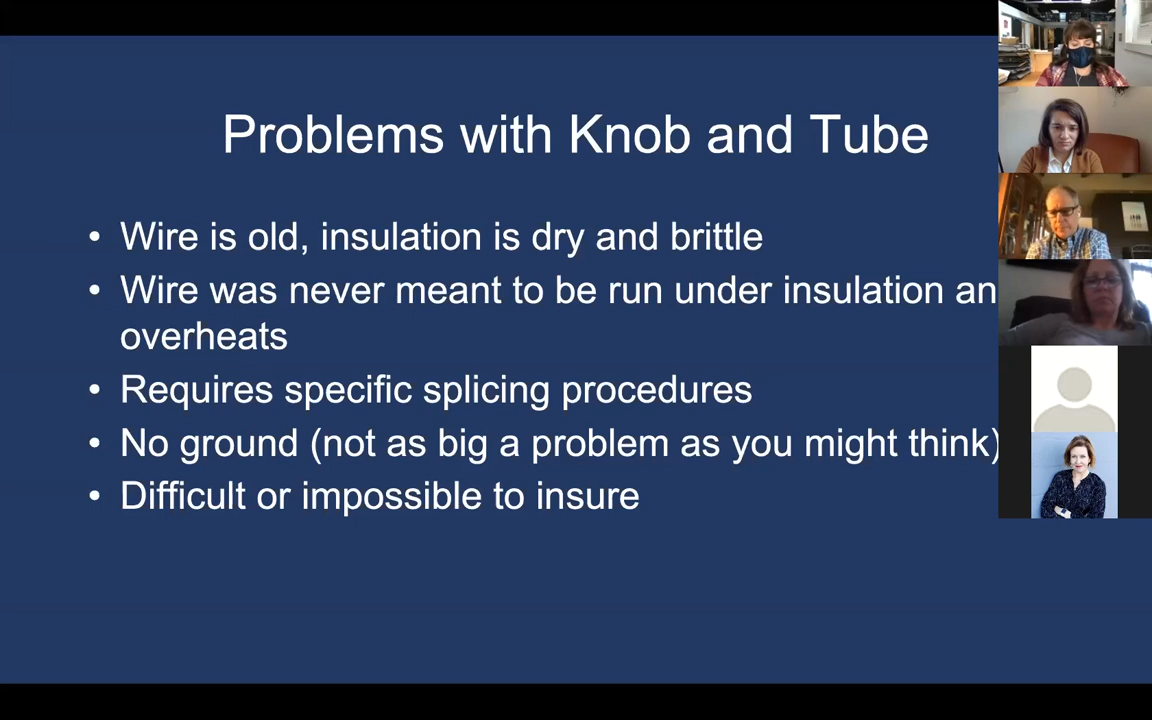 Problems with Knob and Tube
• Wire is old, insulation is dry and brittle
• Wire was never meant to be run under insulation an
overheats
• Requires specific splicing procedures
• No ground (not as big a problem as you might think)
• Difficult or impossible to insure